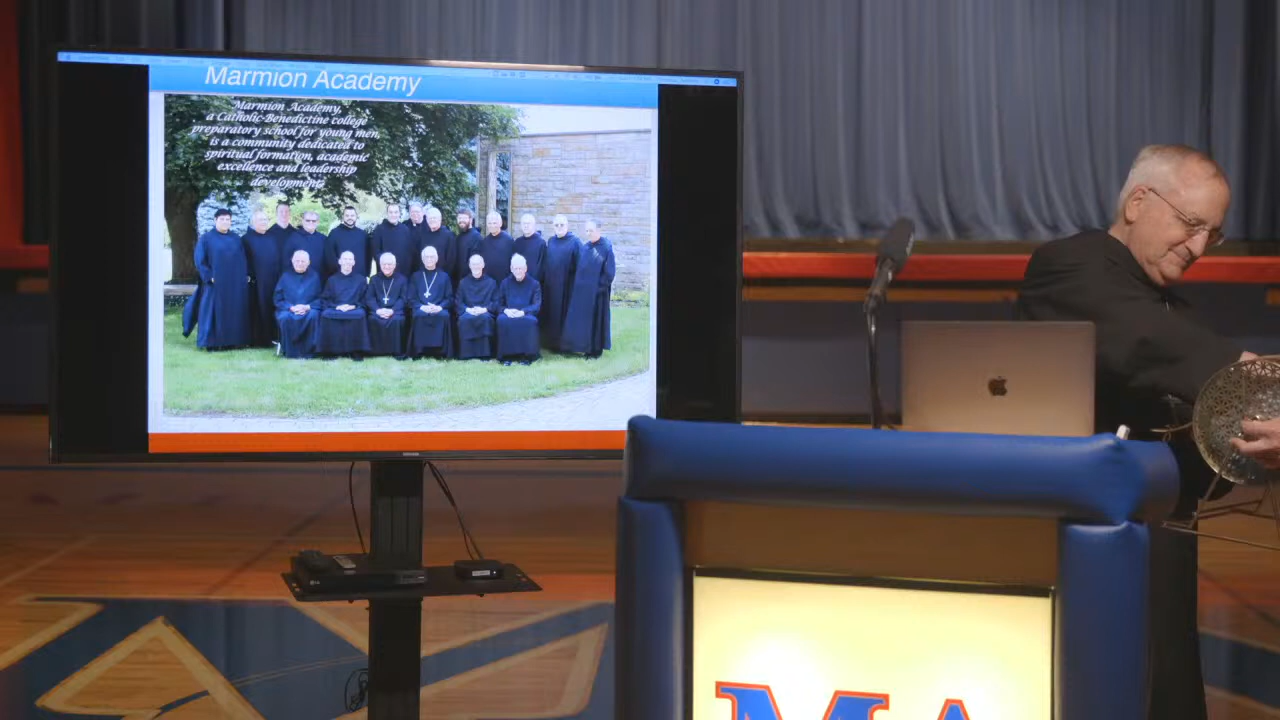 Marmion Academy
Marmion Academy,
a Catholic Benedictine college
preparatory school for young men,
is a community dedicated to
spiritual formation, academic
excellence and leadership
development.
MA